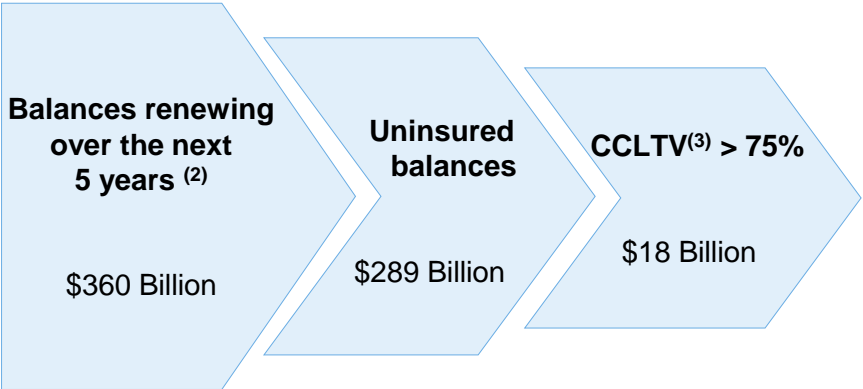 Balances renewing
over the next
5 years (2)
$360 Billion
Uninsured
balances
$289 Billion
CCLTV(3) > 75%
$18 Billion